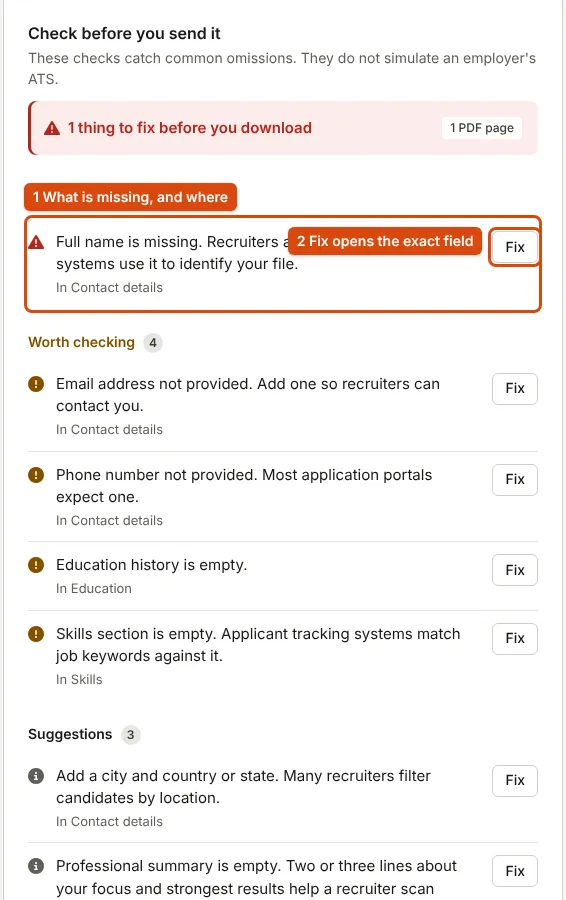 Check before you send it
These checks catch common omissions. They do not simulate an employer's
ATS.
1 thing to fix before you download
1 PDF page
1 What is missing, and where
Full name is missing. Recruiters
2 Fix opens the exact field
Fix
systems use it to identify your file.
In Contact details
Worth checking 4
Email address not provided. Add one so recruiters can
Fix
contact you.
In Contact details
Phone number not provided. Most application portals
Fix
expect one.
In Contact details
Education history is empty.
Fix
In Education
Skills section is empty. Applicant tracking systems match
Fix
job keywords against it.
In Skills
Suggestions 3
Add a city and country or state. Many recruiters filter
Fix
candidates by location.
In Contact details
Professional summary is empty. Two or three lines about
Fix
your focus and strongest results help a recruiter scan